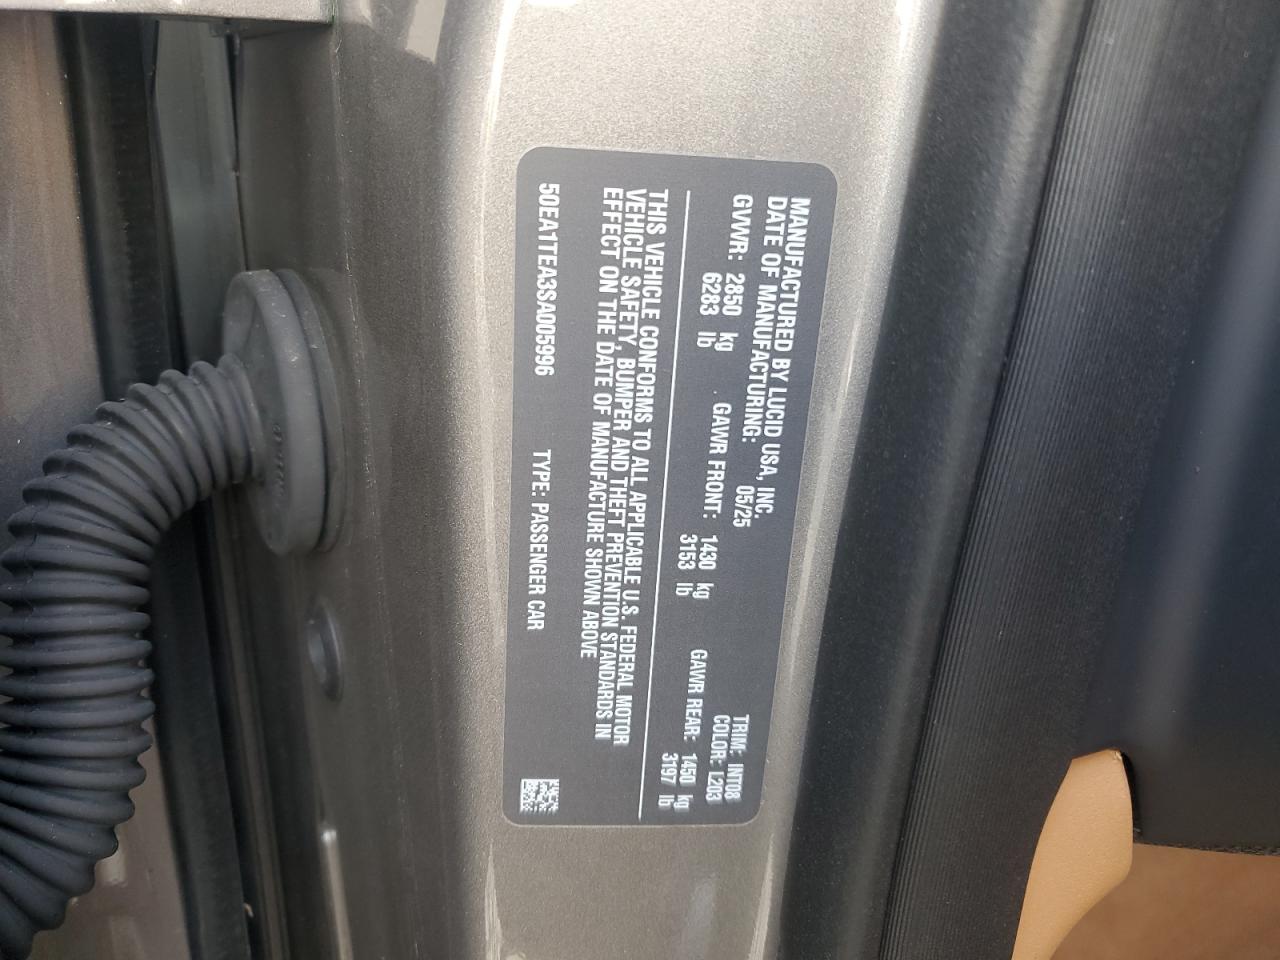 MANUFACTURED BY LUCID USA, INC.
DATE OF MANUFACTURING: 05/25
TRIM: INT08
COLOR: L203
GVWR: 2850 kg GAWR FRONT: 1430 kg GAWR REAR: 1450 kg
6283 lb 3153 lb 3197 lb
THIS VEHICLE CONFORMS TO ALL APPLICABLE U.S. FEDERAL MOTOR
VEHICLE SAFETY, BUMPER AND THEFT PREVENTION STANDARDS IN
EFFECT ON THE DATE OF MANUFACTURE SHOWN ABOVE
50EA1TEA3SA005996 TYPE: PASSENGER CAR